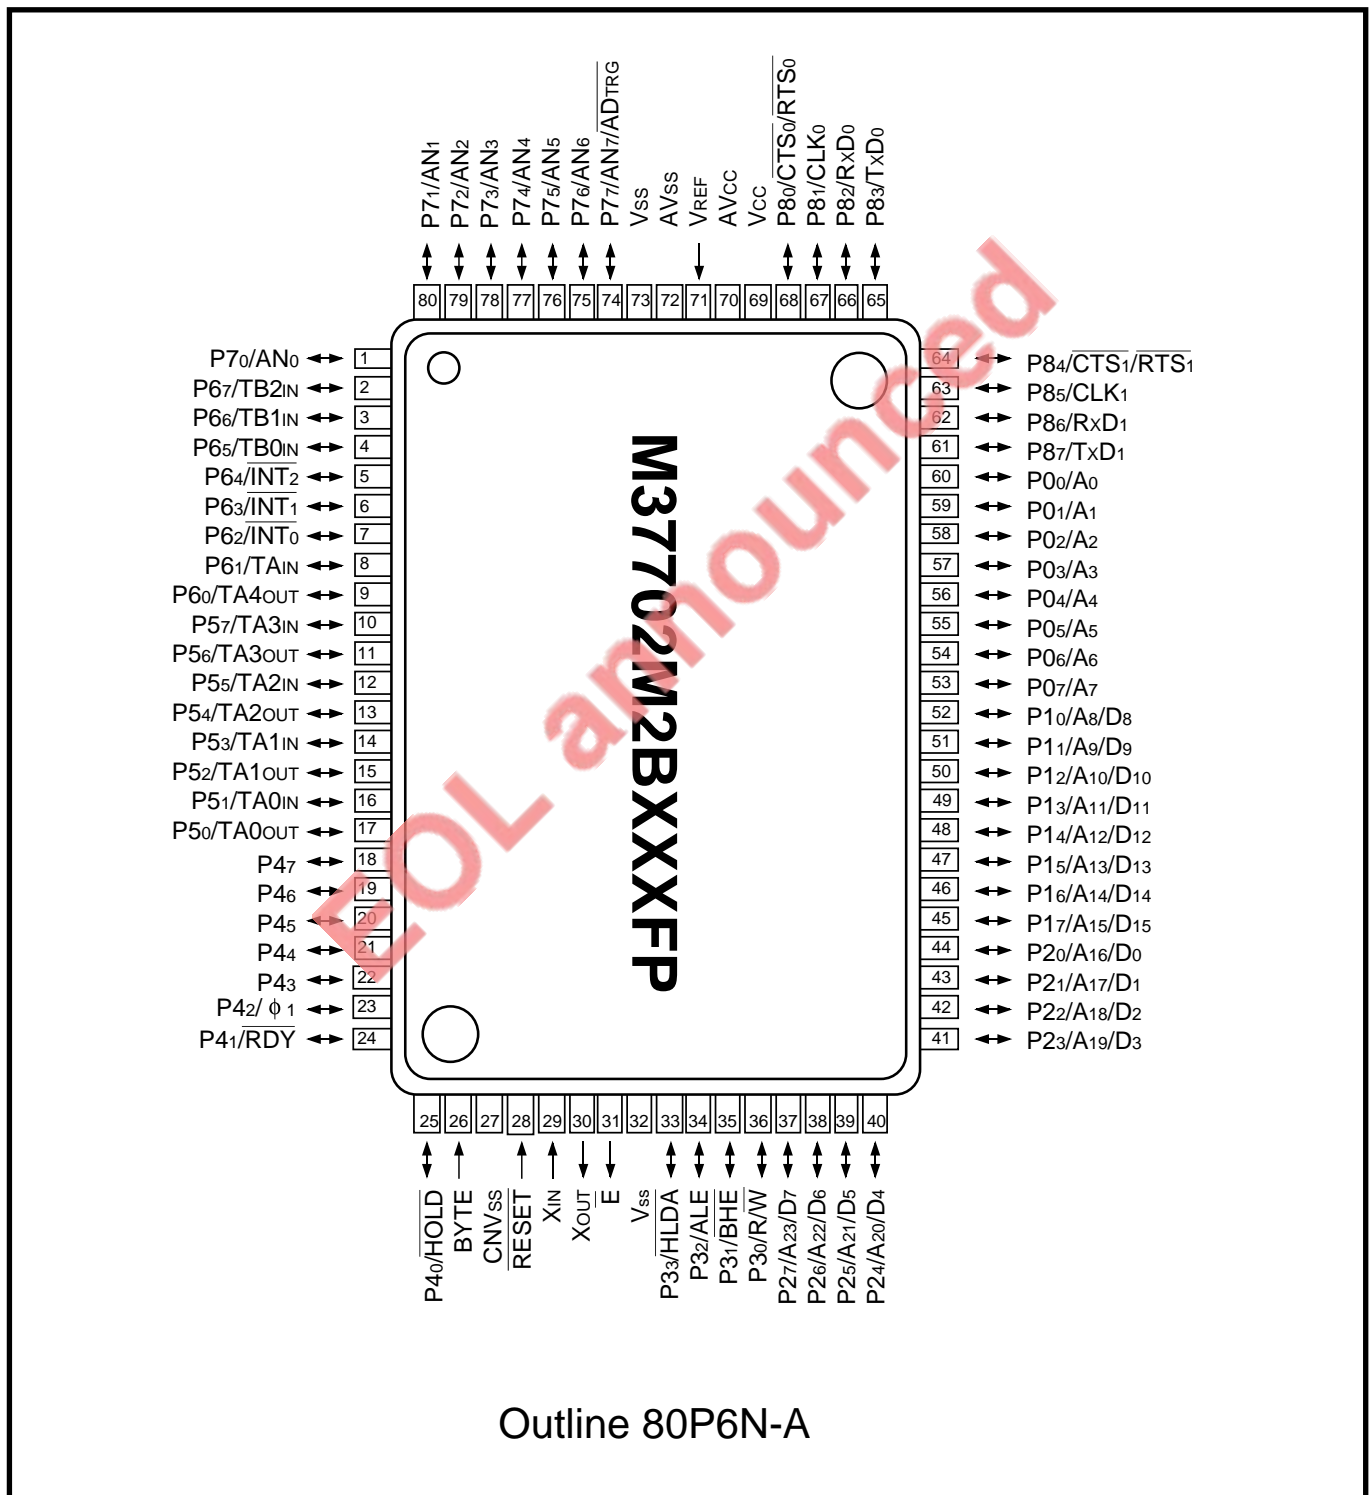 P71/AN1
P72/AN2
P73/AN3
P74/AN4
P75/AN5
P76/AN6
P77/AN7/ADTRG
VSS
AVSS
VREF
AVCC
VCC
P80/CTS0/RTS0
P81/CLK0
P82/RXD0
P83/TXD0
80 79 78 77 76 75 74 73 72 71 70 69 68 67 66 65
P70/AN0 1
P67/TB2IN 2
P66/TB1IN 3
P65/TB0IN 4
P64/INT2 5
P63/INT1 6
P62/INT0 7
P61/TAIN 8
P60/TA4OUT 9
P57/TA3IN 10
P56/TA3OUT 11
P55/TA2IN 12
P54/TA2OUT 13
P53/TA1IN 14
P52/TA1OUT 15
P51/TA0IN 16
P50/TA0OUT 17
P47 18
P46 19
P45 20
P44 21
P43 22
P42/ φ 1 23
P41/RDY 24
M37702M2BXXXFP
EOL announced
64 P84/CTS1/RTS1
63 P85/CLK1
62 P86/RXD1
61 P87/TXD1
60 P00/A0
59 P01/A1
58 P02/A2
57 P03/A3
56 P04/A4
55 P05/A5
54 P06/A6
53 P07/A7
52 P10/A8/D8
51 P11/A9/D9
50 P12/A10/D10
49 P13/A11/D11
48 P14/A12/D12
47 P15/A13/D13
46 P16/A14/D14
45 P17/A15/D15
44 P20/A16/D0
43 P21/A17/D1
42 P22/A18/D2
41 P23/A19/D3
25 26 27 28 29 30 31 32 33 34 35 36 37 38 39 40
P40/HOLD
BYTE
CNVSS
RESET
XIN
XOUT
E
Vss
P33/HLDA
P32/ALE
P31/BHE
P30/R/W
P27/A23/D7
P26/A22/D6
P25/A21/D5
P24/A20/D4
Outline 80P6N-A